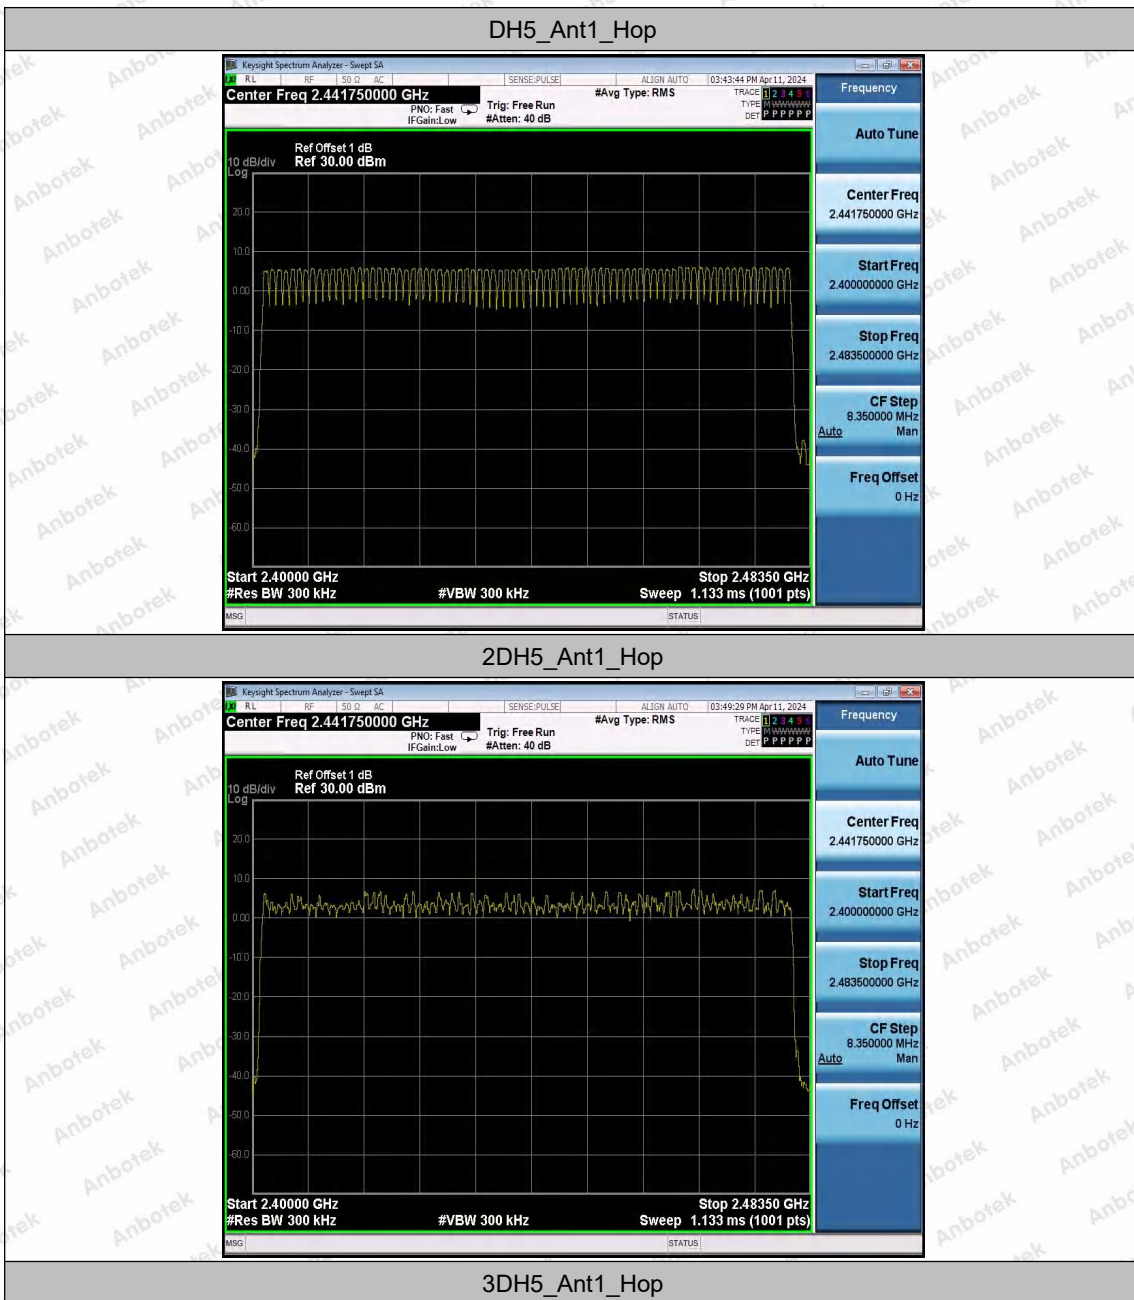 DH5_Ant1_Hop
Keysight Spectrum Analyzer - Swept SA
LXI RL RF 50 Ω AC SENSE:PULSE ALIGN AUTO 03:43:44 PM Apr 11, 2024
Center Freq 2.441750000 GHz
PNO: Fast
IFGain:Low
Trig: Free Run
#Atten: 40 dB
#Avg Type: RMS
TRACE 1 2 3 4 5 6
TYPE M W W W W W
DET P P P P P P
10 dB/div
Log
Ref Offset 1 dB
Ref 30.00 dBm
20.0
10.0
0.00
-10.0
-20.0
-30.0
-40.0
-50.0
-60.0
Start 2.40000 GHz
Stop 2.48350 GHz
#Res BW 300 kHz
#VBW 300 kHz
Sweep 1.133 ms (1001 pts)
MSG
STATUS
Frequency
Auto Tune
Center Freq
2.441750000 GHz
Start Freq
2.400000000 GHz
Stop Freq
2.483500000 GHz
CF Step
8.350000 MHz
Auto Man
Freq Offset
0 Hz
2DH5_Ant1_Hop
Keysight Spectrum Analyzer - Swept SA
LXI RL RF 50 Ω AC SENSE:PULSE ALIGN AUTO 03:49:29 PM Apr 11, 2024
Center Freq 2.441750000 GHz
PNO: Fast
IFGain:Low
Trig: Free Run
#Atten: 40 dB
#Avg Type: RMS
TRACE 1 2 3 4 5 6
TYPE M W W W W W
DET P P P P P P
10 dB/div
Log
Ref Offset 1 dB
Ref 30.00 dBm
20.0
10.0
0.00
-10.0
-20.0
-30.0
-40.0
-50.0
-60.0
Start 2.40000 GHz
Stop 2.48350 GHz
#Res BW 300 kHz
#VBW 300 kHz
Sweep 1.133 ms (1001 pts)
MSG
STATUS
Frequency
Auto Tune
Center Freq
2.441750000 GHz
Start Freq
2.400000000 GHz
Stop Freq
2.483500000 GHz
CF Step
8.350000 MHz
Auto Man
Freq Offset
0 Hz
3DH5_Ant1_Hop
Anbotek